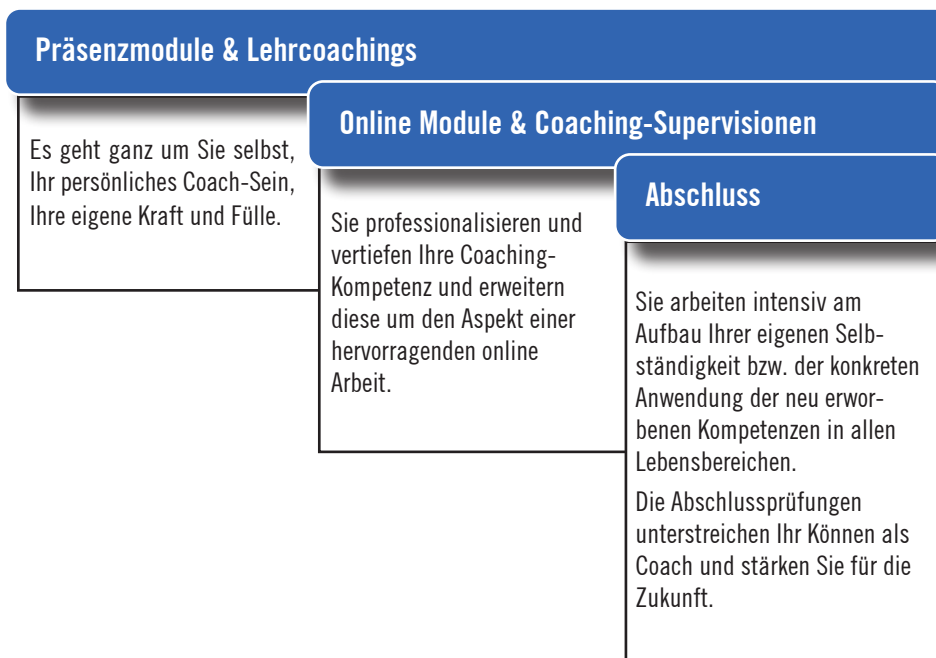 Präsenzmodule & Lehrcoachings
Es geht ganz um Sie selbst,
Ihr persönliches Coach-Sein,
Ihre eigene Kraft und Fülle.
Online Module & Coaching-Supervisionen
Sie professionalisieren und
vertiefen Ihre Coaching-
Kompetenz und erweitern
diese um den Aspekt einer
hervorragenden online
Arbeit.
Abschluss
Sie arbeiten intensiv am
Aufbau Ihrer eigenen Selb-
ständigkeit bzw. der konkreten
Anwendung der neu erwor-
benen Kompetenzen in allen
Lebensbereichen.
Die Abschlussprüfungen
unterstreichen Ihr Können als
Coach und stärken Sie für die
Zukunft.